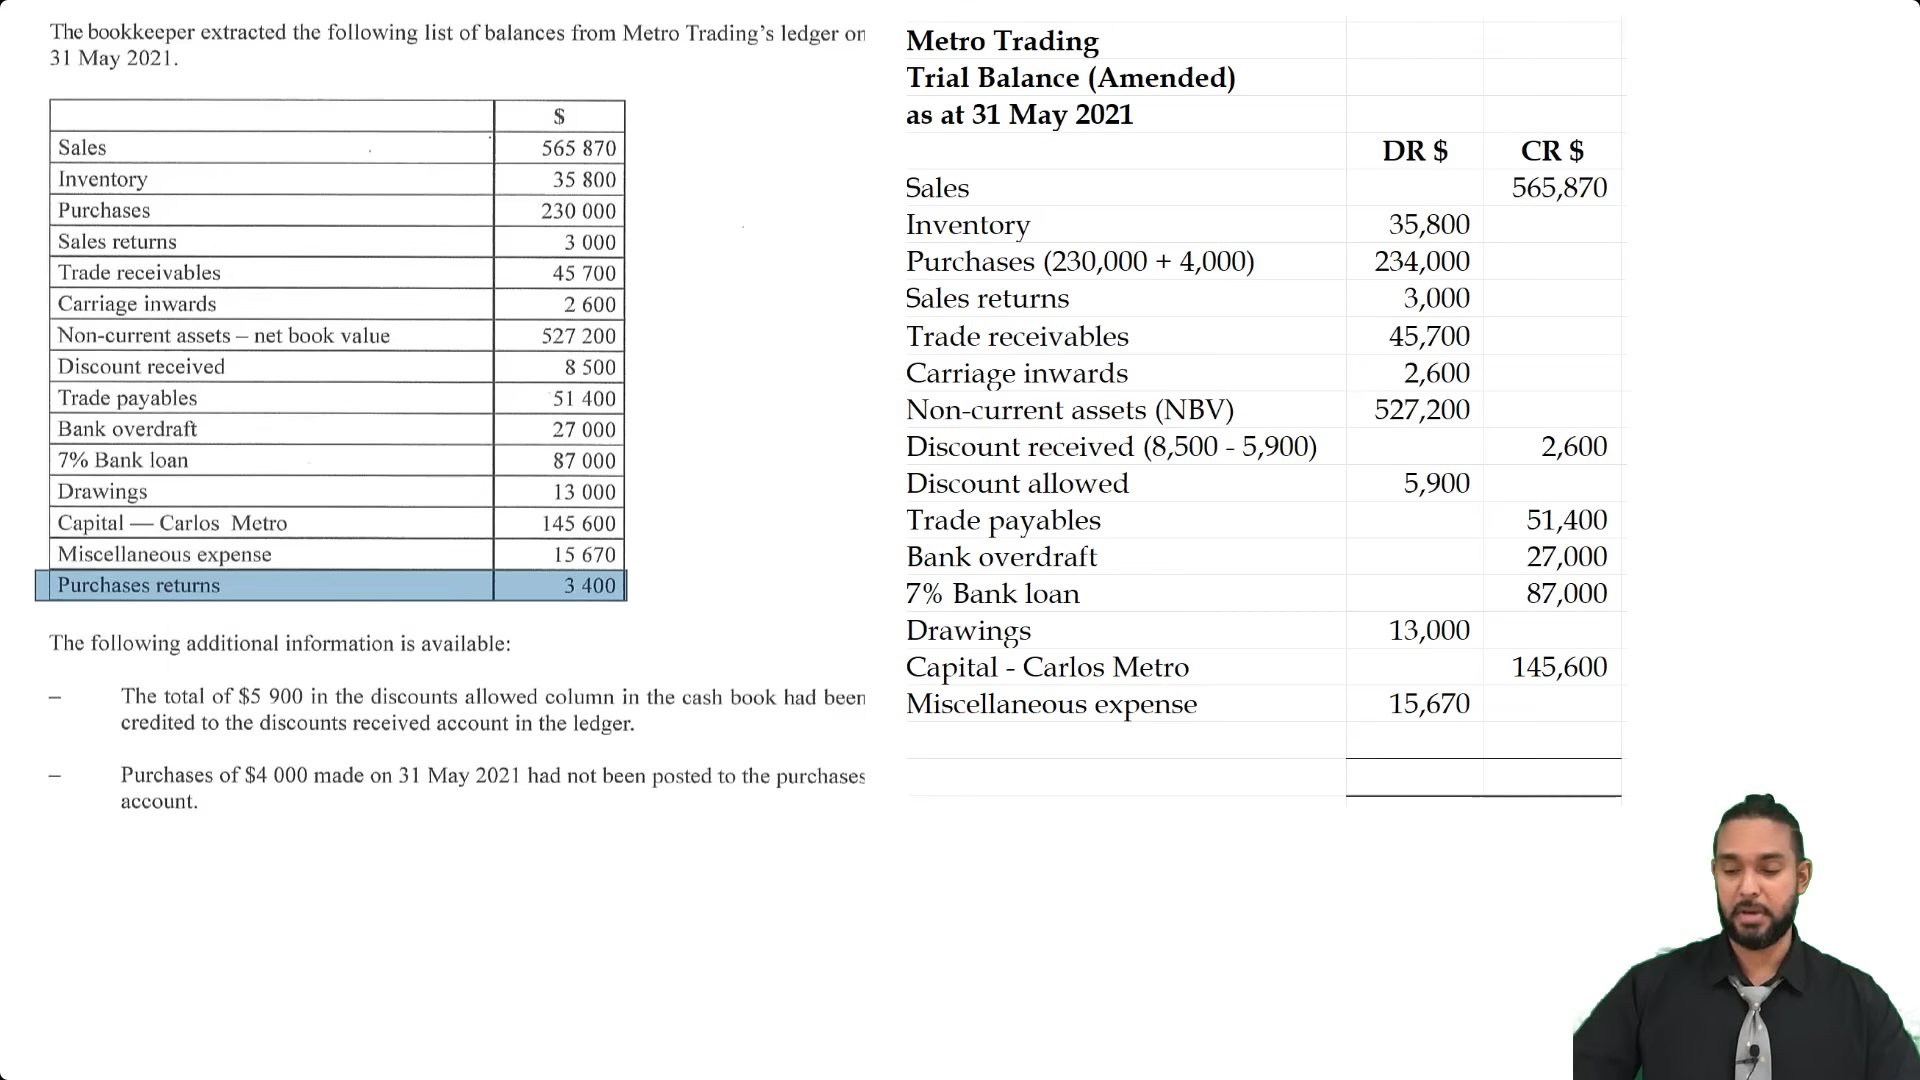 The bookkeeper extracted the following list of balances from Metro Trading's ledger on
31 May 2021.
$
Sales 565 870
Inventory 35 800
Purchases 230 000
Sales returns 3 000
Trade receivables 45 700
Carriage inwards 2 600
Non-current assets – net book value 527 200
Discount received 8 500
Trade payables 51 400
Bank overdraft 27 000
7% Bank loan 87 000
Drawings 13 000
Capital — Carlos Metro 145 600
Miscellaneous expense 15 670
Purchases returns 3 400
The following additional information is available:
– The total of $5 900 in the discounts allowed column in the cash book had been
credited to the discounts received account in the ledger.
– Purchases of $4 000 made on 31 May 2021 had not been posted to the purchases
account.
Metro Trading
Trial Balance (Amended)
as at 31 May 2021
DR $ CR $
Sales 565,870
Inventory 35,800
Purchases (230,000 + 4,000) 234,000
Sales returns 3,000
Trade receivables 45,700
Carriage inwards 2,600
Non-current assets (NBV) 527,200
Discount received (8,500 - 5,900) 2,600
Discount allowed 5,900
Trade payables 51,400
Bank overdraft 27,000
7% Bank loan 87,000
Drawings 13,000
Capital - Carlos Metro 145,600
Miscellaneous expense 15,670